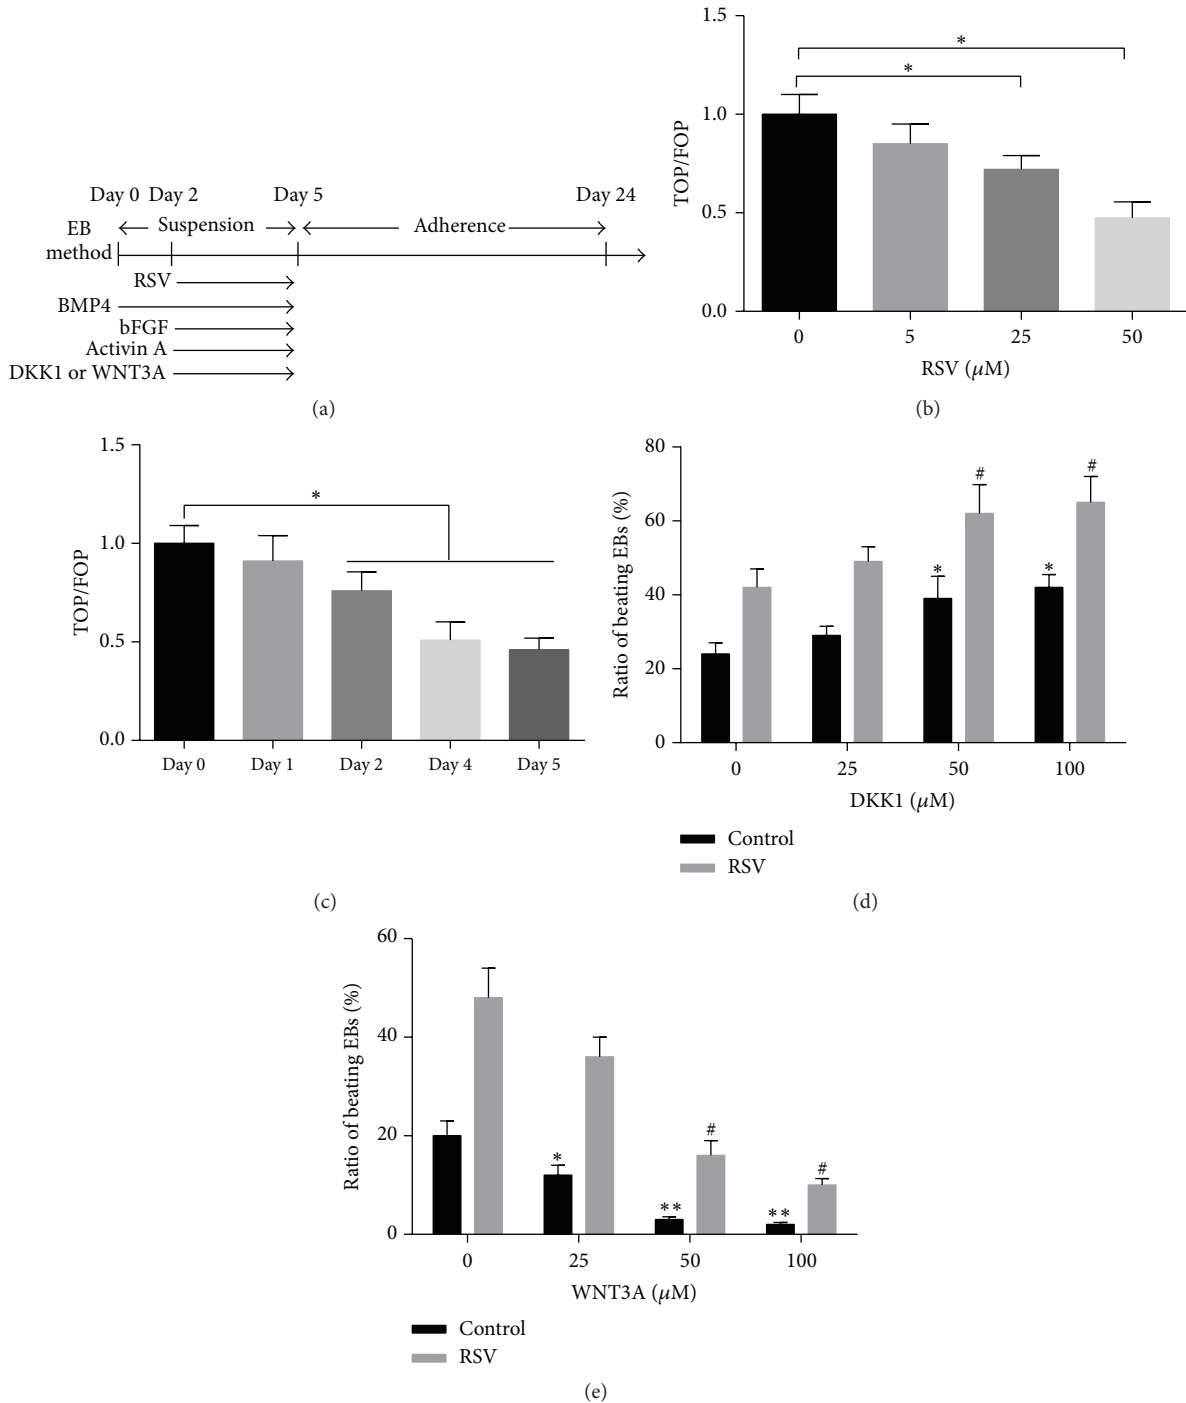 Day 0 Day 2 Day 5 Day 24
EB Suspension Adherence
method
RSV
BMP4
bFGF
Activin A
DKK1 or WNT3A
(a)
1.5
* 
*
1.0
TOP/FOP
0.5
0.0
0 5 25 50
RSV (μM)
(b)
1.5
*
1.0
TOP/FOP
0.5
0.0
Day 0 Day 1 Day 2 Day 4 Day 5
(c)
80
# #
60
Ratio of beating EBs (%)
* *
40
20
0
0 25 50 100
DKK1 (μM)
Control
RSV
(d)
60
40
Ratio of beating EBs (%)
20
* # #
** **
0
0 25 50 100
WNT3A (μM)
Control
RSV
(e)